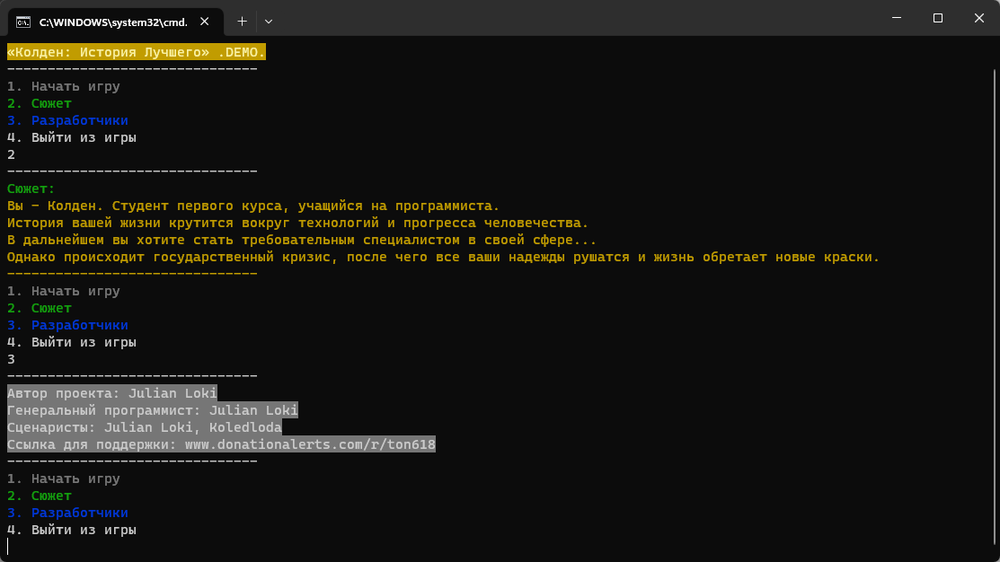 C:\WINDOWS\system32\cmd.
«Колден: История Лучшего» .DEMO.
-------------------------------
1. Начать игру
2. Сюжет
3. Разработчики
4. Выйти из игры
2
-------------------------------
Сюжет:
Вы - Колден. Студент первого курса, учащийся на программиста.
История вашей жизни крутится вокруг технологий и прогресса человечества.
В дальнейшем вы хотите стать требовательным специалистом в своей сфере...
Однако происходит государственный кризис, после чего все ваши надежды рушатся и жизнь обретает новые краски.
-------------------------------
1. Начать игру
2. Сюжет
3. Разработчики
4. Выйти из игры
3
-------------------------------
Автор проекта: Julian Loki
Генеральный программист: Julian Loki
Сценаристы: Julian Loki, Koledloda
Ссылка для поддержки: www.donationalerts.com/r/ton618
-------------------------------
1. Начать игру
2. Сюжет
3. Разработчики
4. Выйти из игры